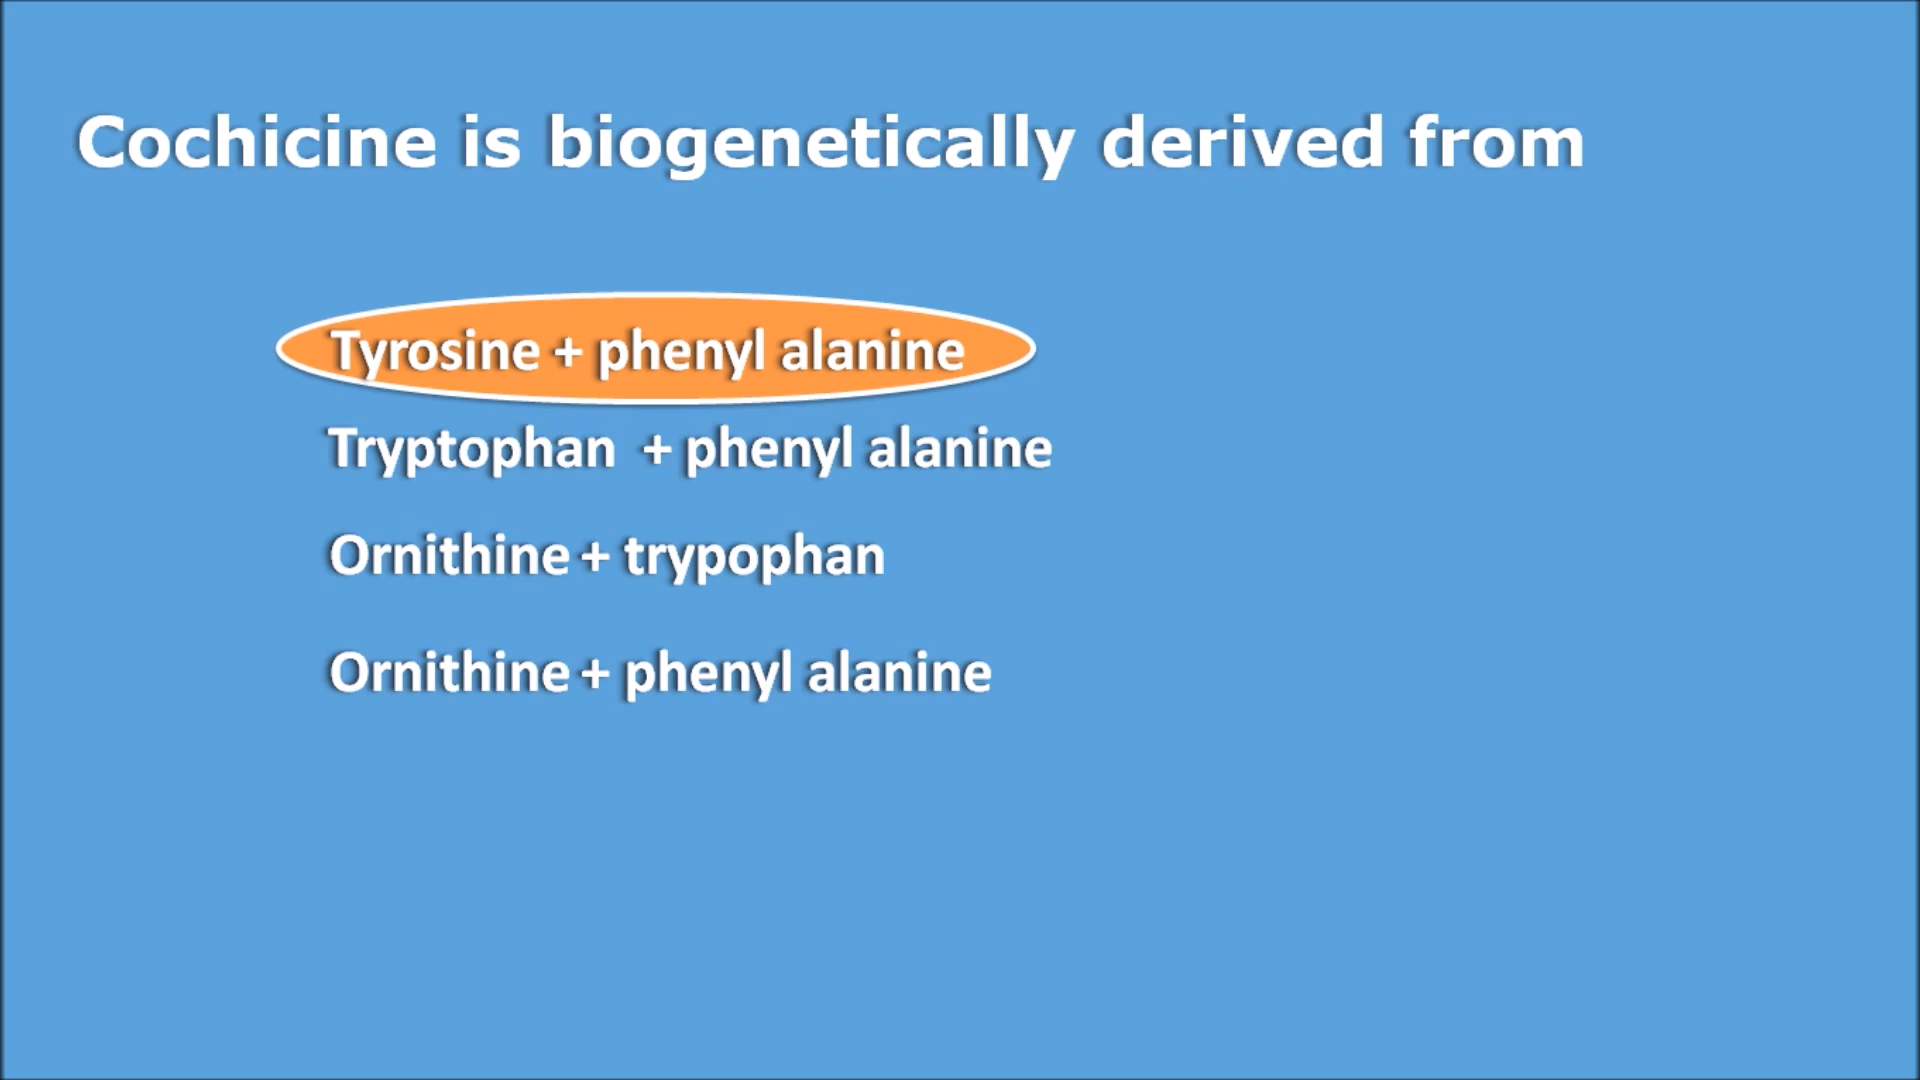 Cochicine is biogenetically derived from
Tyrosine + phenyl alanine
Tryptophan + phenyl alanine
Ornithine + trypophan
Ornithine + phenyl alanine